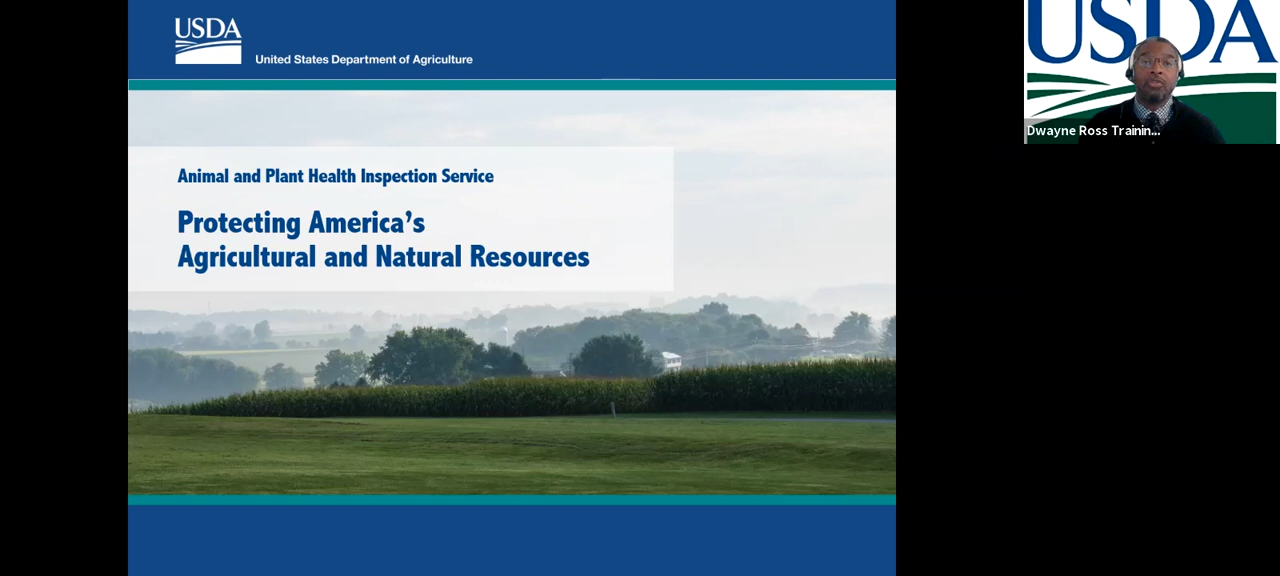 USDA
United States Department of Agriculture
Animal and Plant Health Inspection Service
Protecting America's
Agricultural and Natural Resources
USDA
Dwayne Ross Trainin...